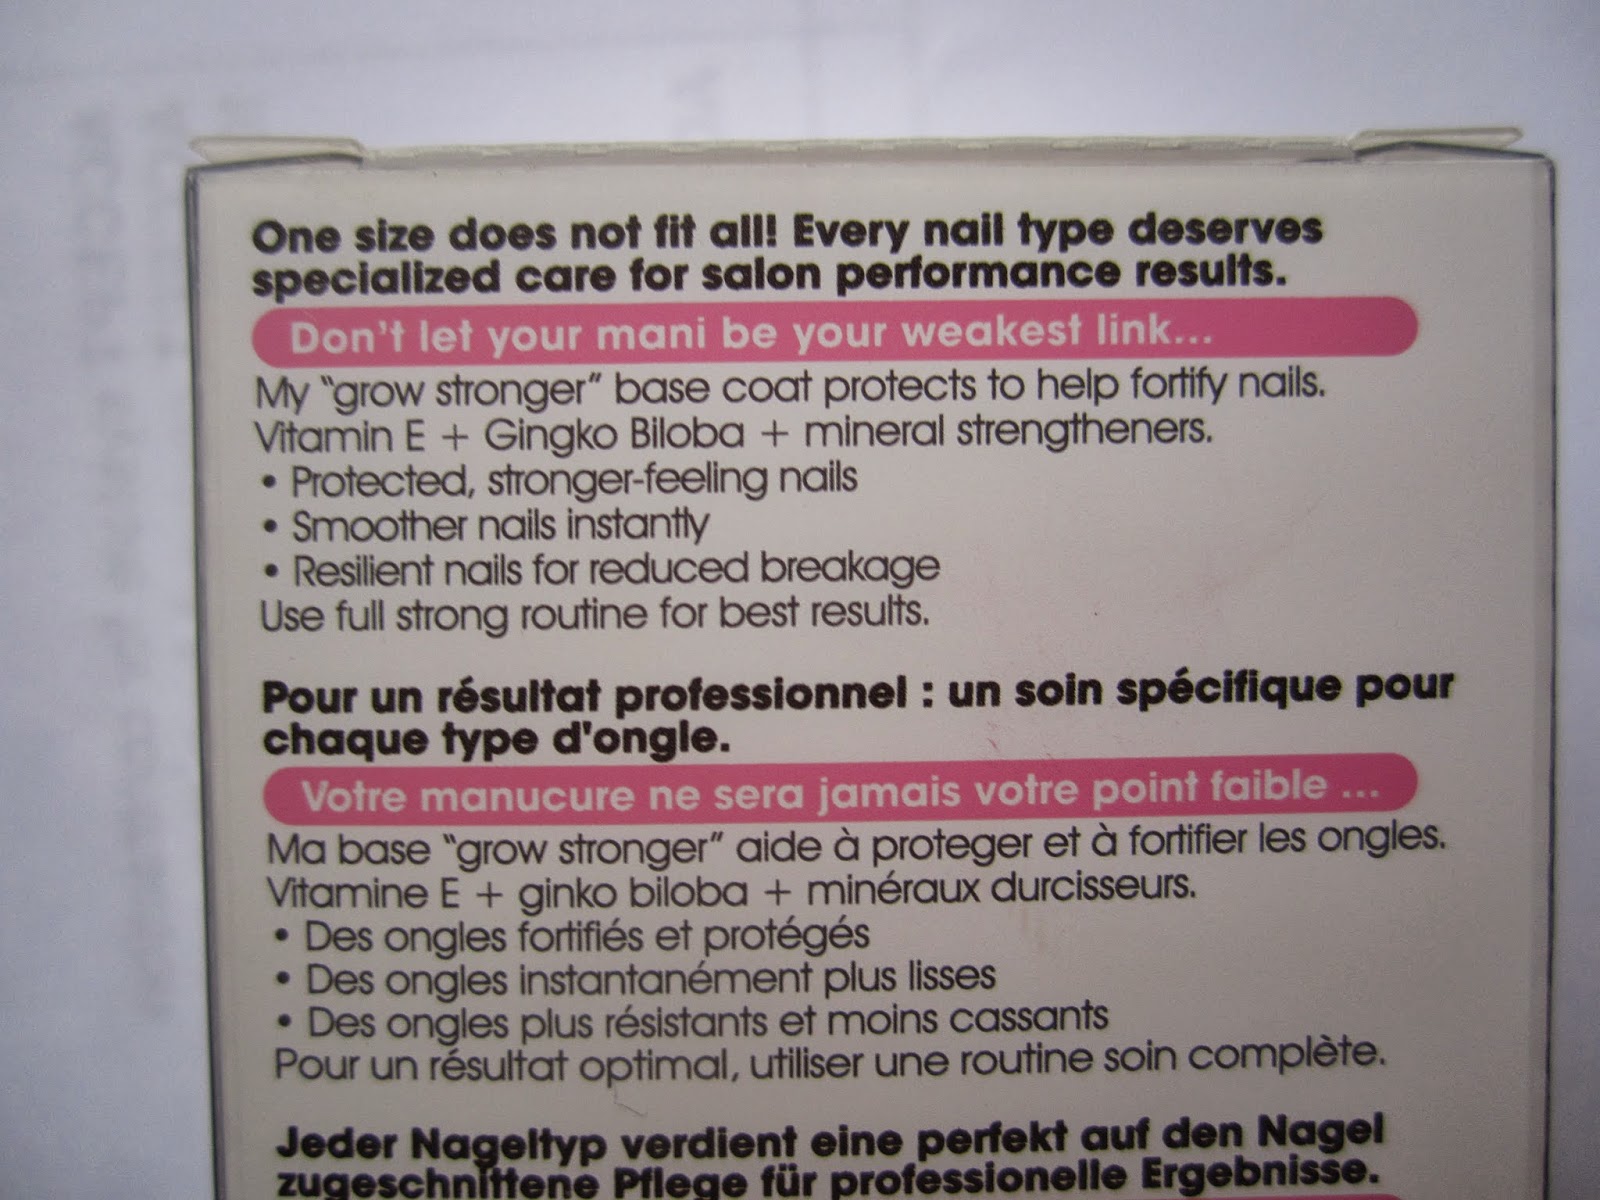 One size does not fit all! Every nail type deserves
specialized care for salon performance results.
Don't let your mani be your weakest link...
My "grow stronger" base coat protects to help fortify nails.
Vitamin E + Gingko Biloba + mineral strengtheners.
• Protected, stronger-feeling nails
• Smoother nails instantly
• Resilient nails for reduced breakage
Use full strong routine for best results.
Pour un résultat professionnel : un soin spécifique pour
chaque type d'ongle.
Votre manucure ne sera jamais votre point faible ...
Ma base "grow stronger" aide à proteger et à fortifier les ongles.
Vitamine E + ginko biloba + minéraux durcisseurs.
• Des ongles fortifiés et protégés
• Des ongles instantanément plus lisses
• Des ongles plus résistants et moins cassants
Pour un résultat optimal, utiliser une routine soin complète.
Jeder Nageltyp verdient eine perfekt auf den Nagel
zugeschnittene Pflege für professionelle Ergebnisse.